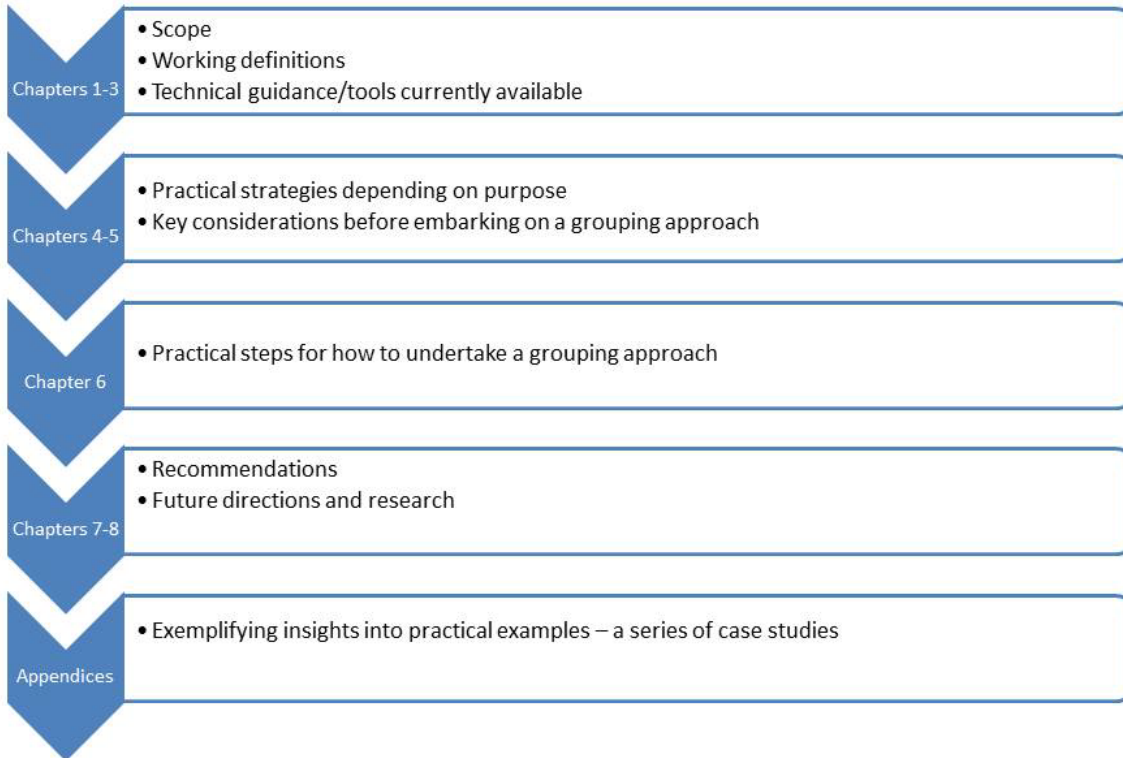 Chapters 1-3
• Scope
• Working definitions
• Technical guidance/tools currently available
Chapters 4-5
• Practical strategies depending on purpose
• Key considerations before embarking on a grouping approach
Chapter 6
• Practical steps for how to undertake a grouping approach
Chapters 7-8
• Recommendations
• Future directions and research
Appendices
• Exemplifying insights into practical examples – a series of case studies